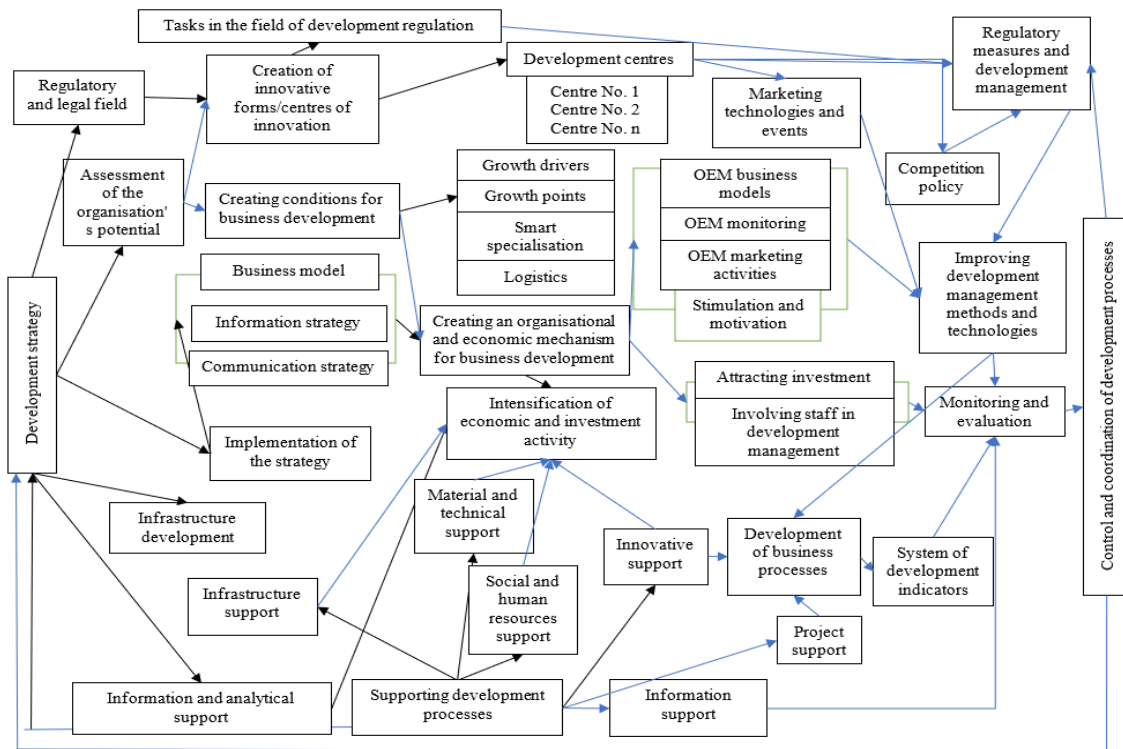 Tasks in the field of development regulation
Regulatory
and legal field
Creation of
innovative
forms/centres of
innovation
Development centres
Centre No. 1
Centre No. 2
Centre No. n
Marketing
technologies and
events
Regulatory
measures and
development
management
Competition
policy
Assessment
of the
organisation'
s potential
Creating conditions for
business development
Growth drivers
Growth points
Smart
specialisation
Logistics
OEM business
models
OEM monitoring
OEM marketing
activities
Stimulation and
motivation
Improving
development
management
methods and
technologies
Business model
Information strategy
Communication strategy
Creating an organisational
and economic mechanism
for business development
Development strategy
Implementation of
the strategy
Intensification of
economic and investment
activity
Attracting investment
Involving staff in
development
management
Monitoring and
evaluation
Control and coordination of development processes
Infrastructure
development
Material and
technical
support
Infrastructure
support
Social and
human
resources
support
Innovative
support
Development
of business
processes
System of
development
indicators
Project
support
Information and analytical
support
Supporting development
processes
Information
support